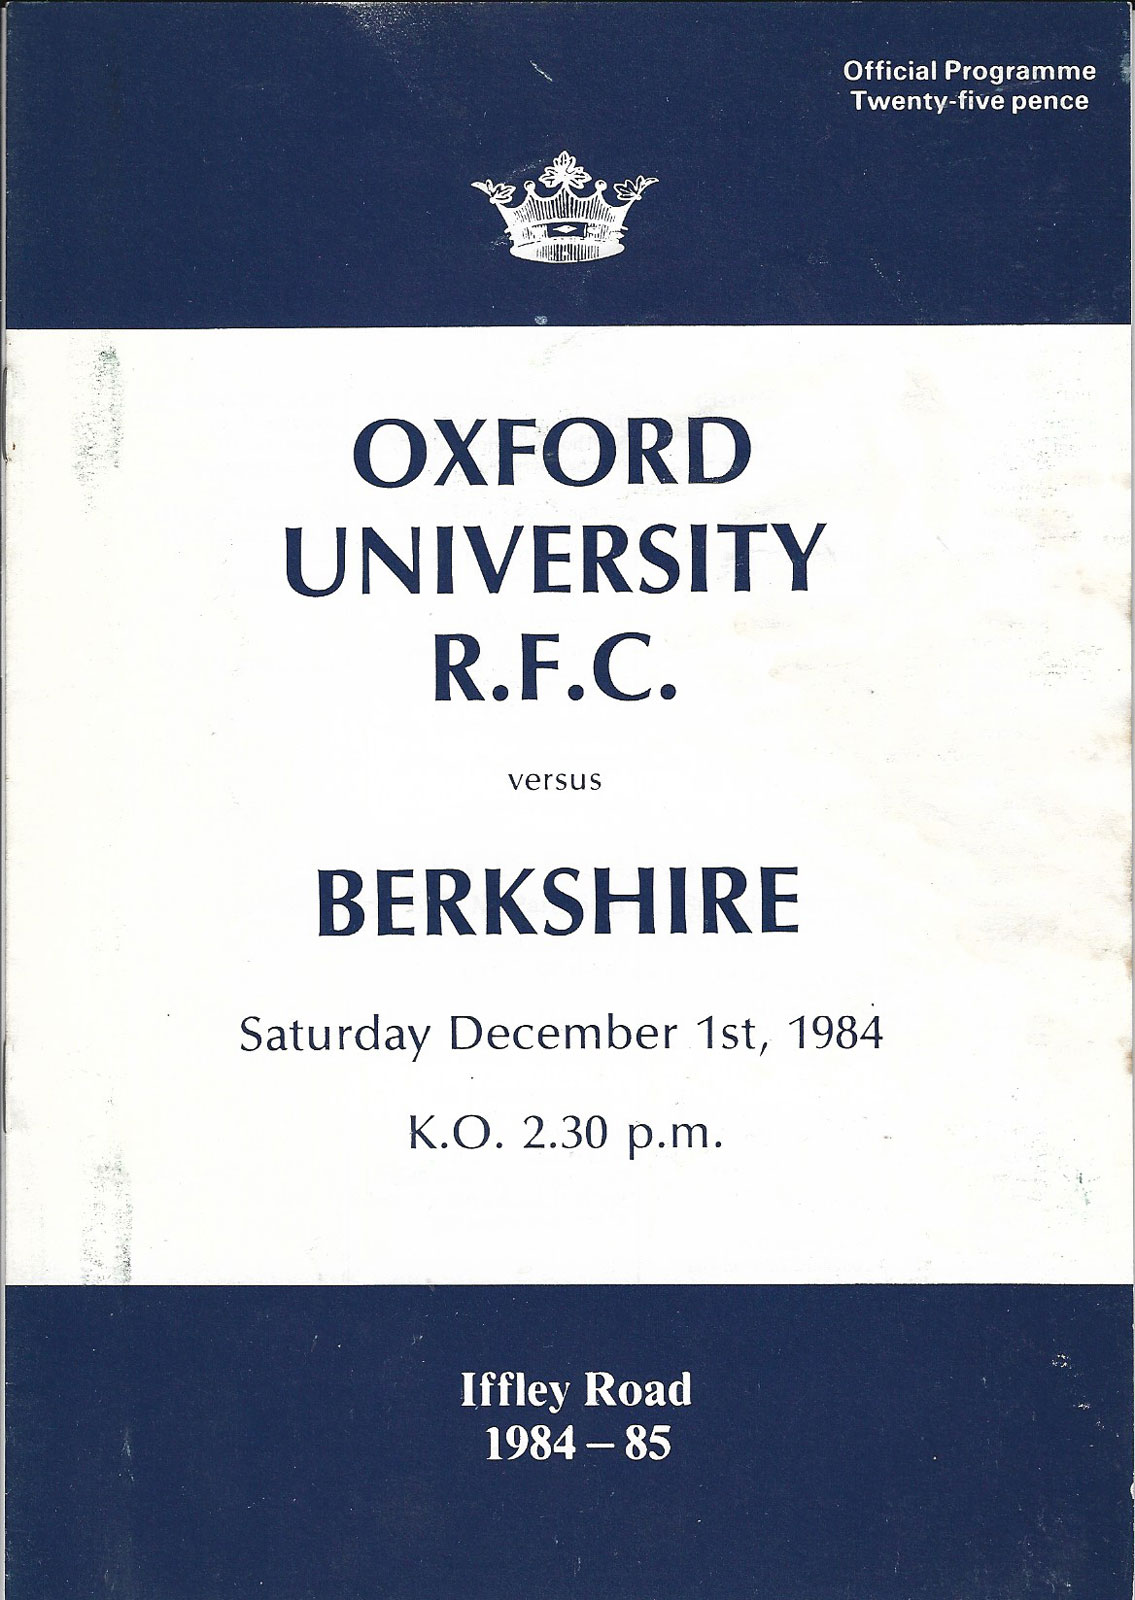 Official Programme
Twenty-five pence
OXFORD
UNIVERSITY
R.F.C.
versus
BERKSHIRE
Saturday December 1st, 1984
K.O. 2.30 p.m.
Iffley Road
1984 – 85